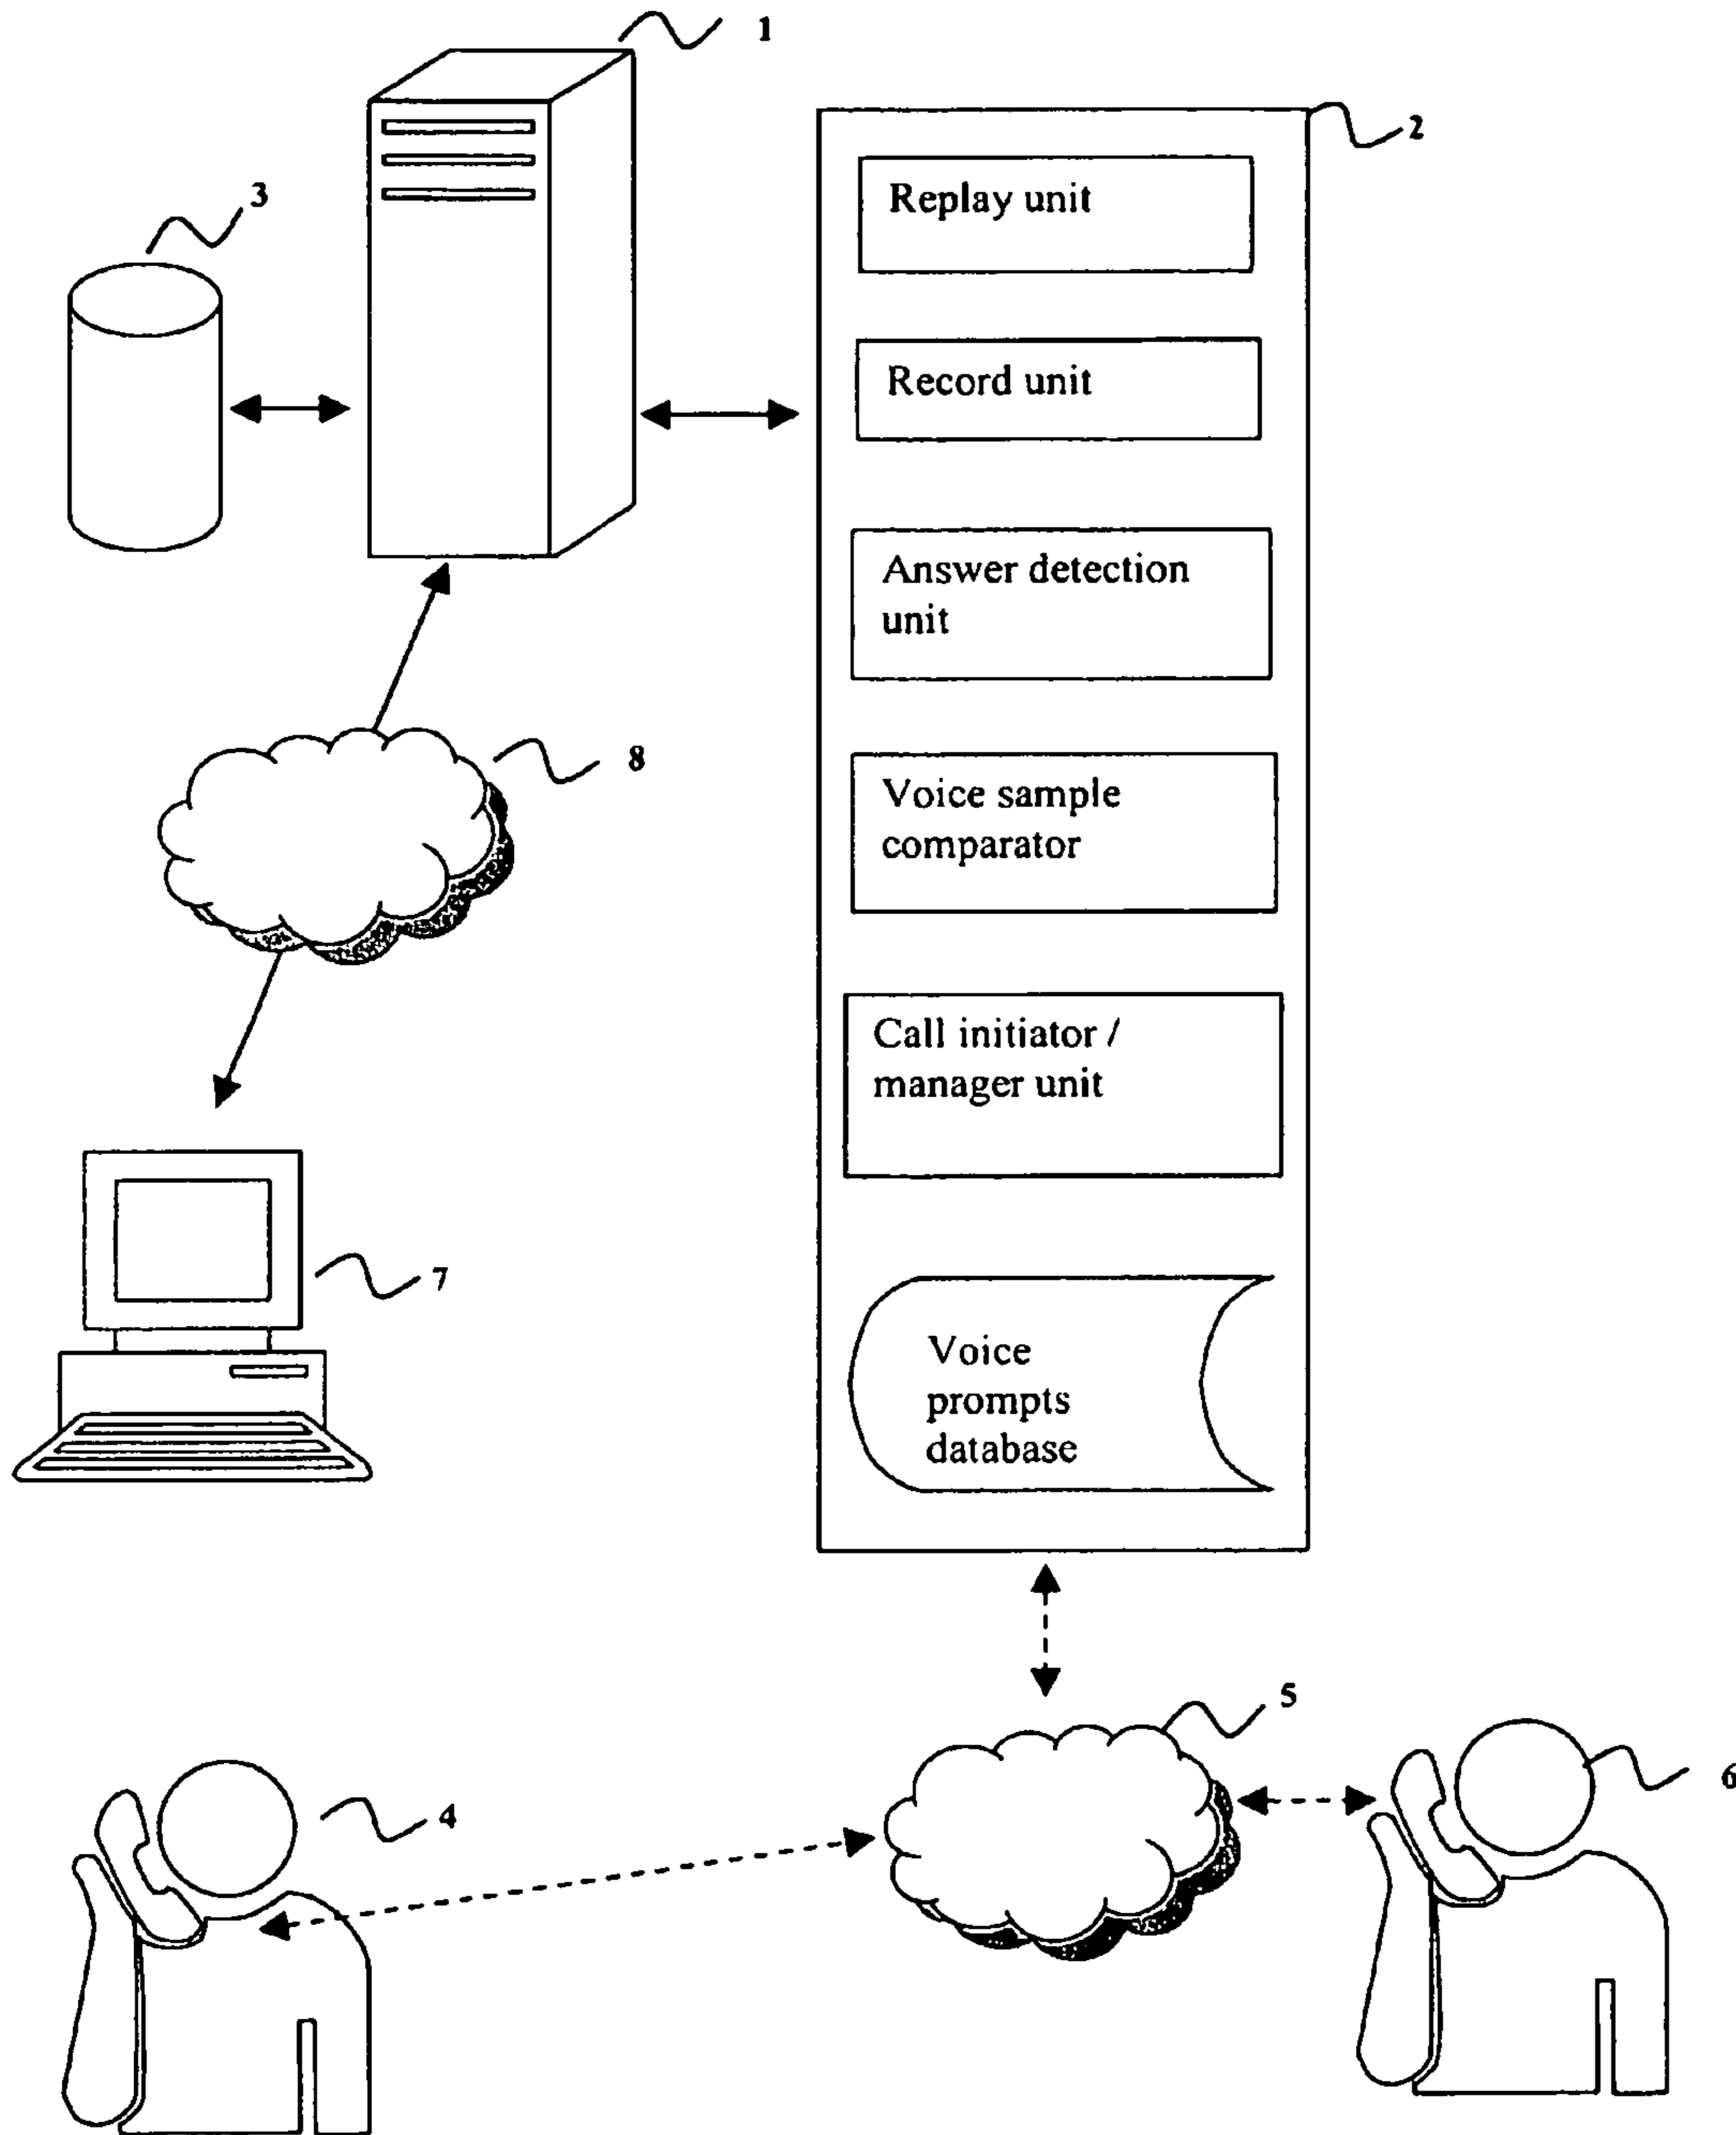 1
2
Replay unit
3
Record unit
Answer detection
unit
8
Voice sample
comparator
Call initiator /
manager unit
7
Voice
prompts
database
5
6
4